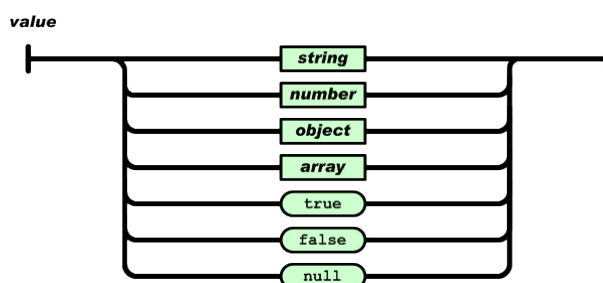 value
string
number
object
array
true
false
null